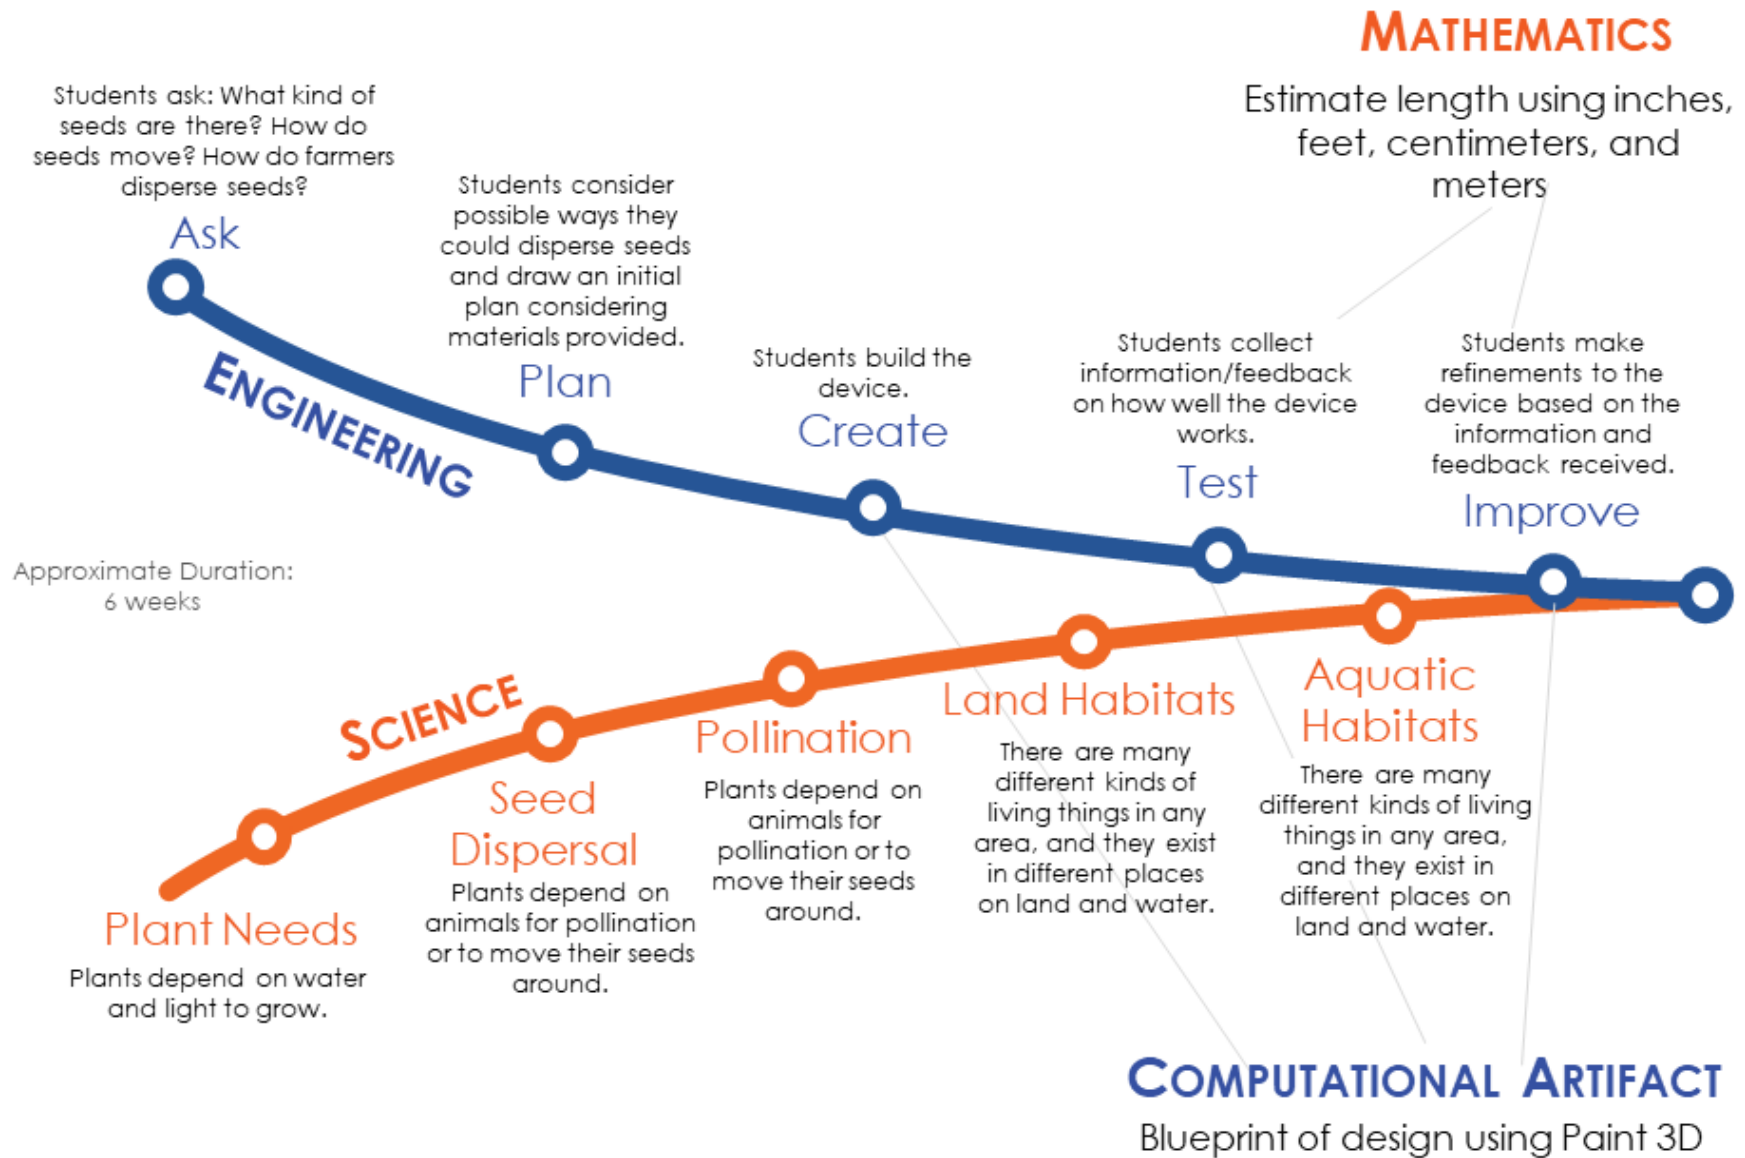 MATHEMATICS
Estimate length using inches,
feet, centimeters, and
meters
Students ask: What kind of
seeds are there? How do
seeds move? How do farmers
disperse seeds?
Ask
Students consider
possible ways they
could disperse seeds
and draw an initial
plan considering
materials provided.
Plan
Students build the
device.
Create
Students collect
information/feedback
on how well the device
works.
Test
Students make
refinements to the
device based on the
information and
feedback received.
Improve
ENGINEERING
Approximate Duration:
6 weeks
SCIENCE
Plant Needs
Plants depend on water
and light to grow.
Seed
Dispersal
Plants depend on
animals for pollination
or to move their seeds
around.
Pollination
Plants depend on
animals for
pollination or to
move their seeds
around.
Land Habitats
There are many
different kinds of
living things in any
area, and they exist
in different places
on land and water.
Aquatic
Habitats
There are many
different kinds of living
things in any area,
and they exist in
different places on
land and water.
COMPUTATIONAL ARTIFACT
Blueprint of design using Paint 3D